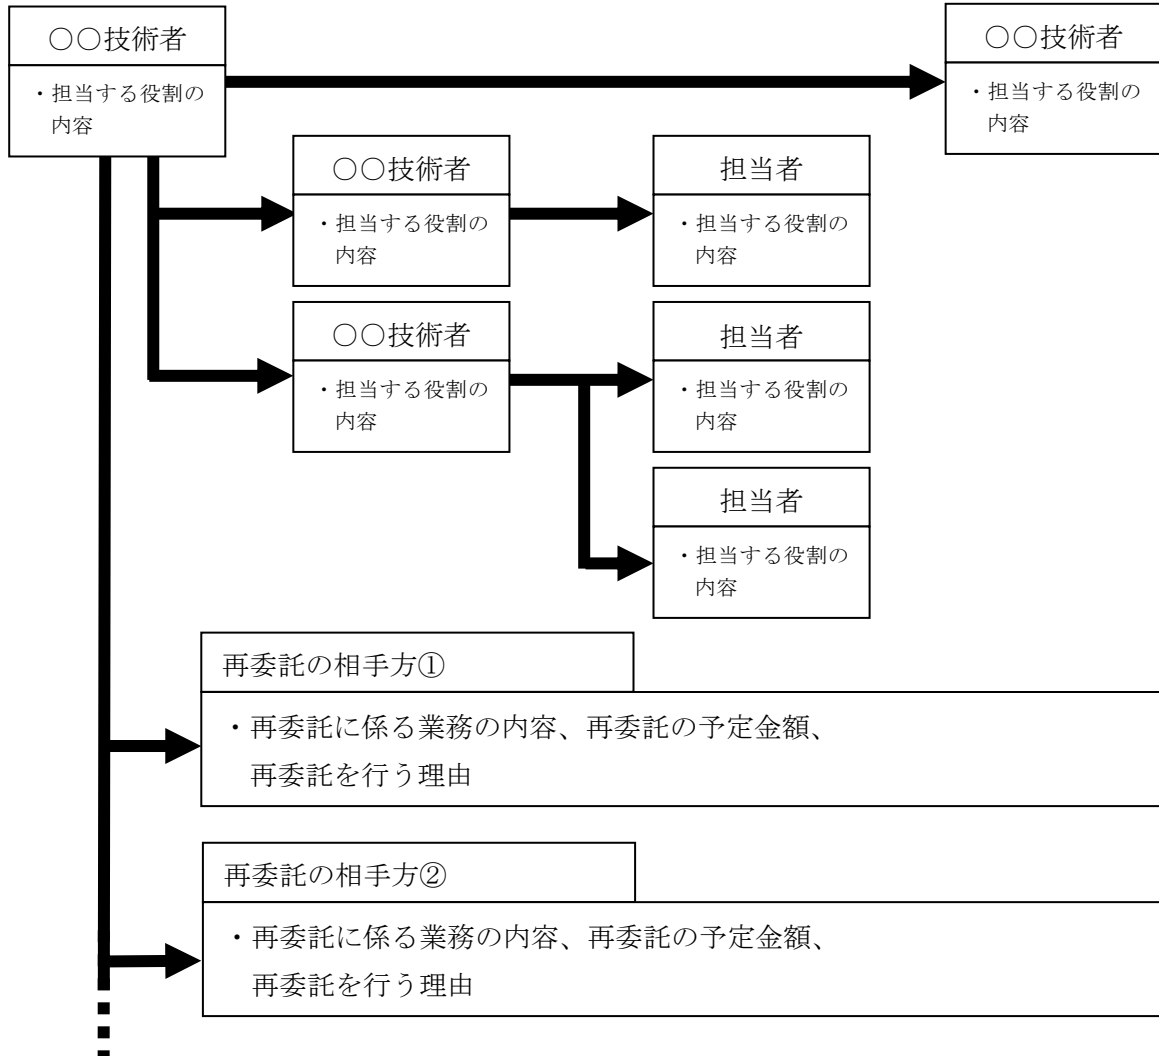 ○○技術者
・担当する役割の
内容
○○技術者
・担当する役割の
内容
○○技術者
・担当する役割の
内容
担当者
・担当する役割の
内容
○○技術者
・担当する役割の
内容
担当者
・担当する役割の
内容
担当者
・担当する役割の
内容
再委託の相手方①
・再委託に係る業務の内容、再委託の予定金額、
再委託を行う理由
再委託の相手方②
・再委託に係る業務の内容、再委託の予定金額、
再委託を行う理由